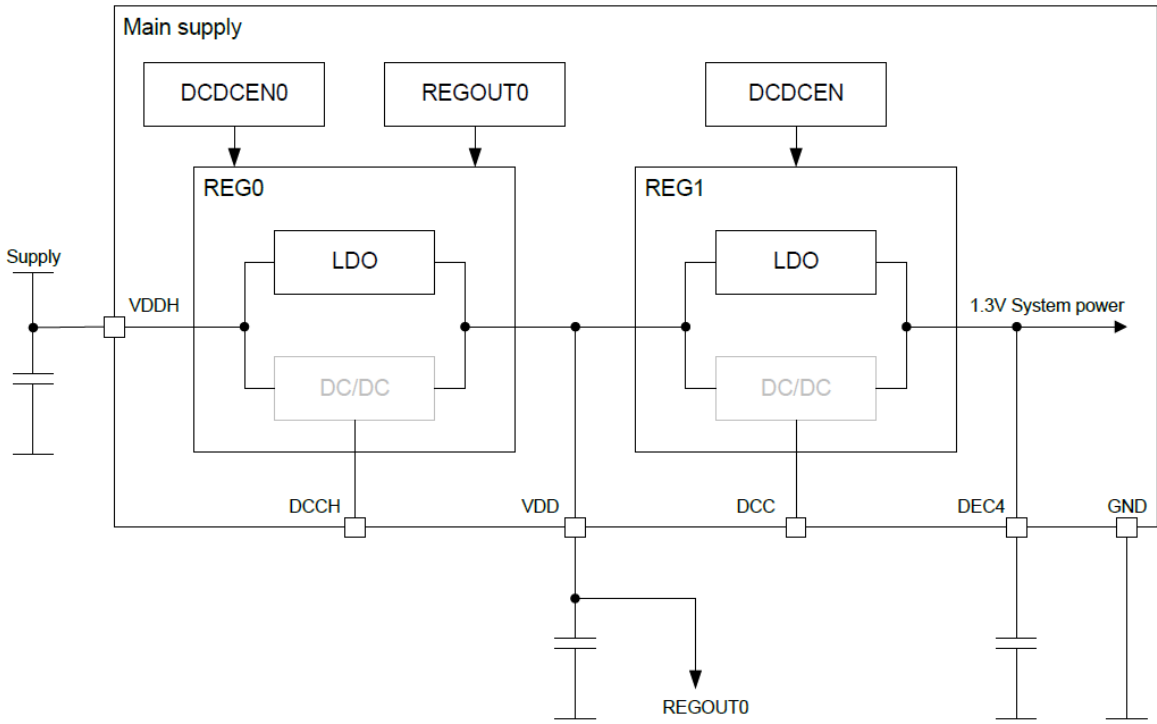 Main supply
DCDCEN0
REGOUT0
DCDCEN
REG0
REG1
LDO
LDO
Supply
VDDH
1.3V System power
DC/DC
DC/DC
DCCH
VDD
DCC
DEC4
GND
REGOUT0